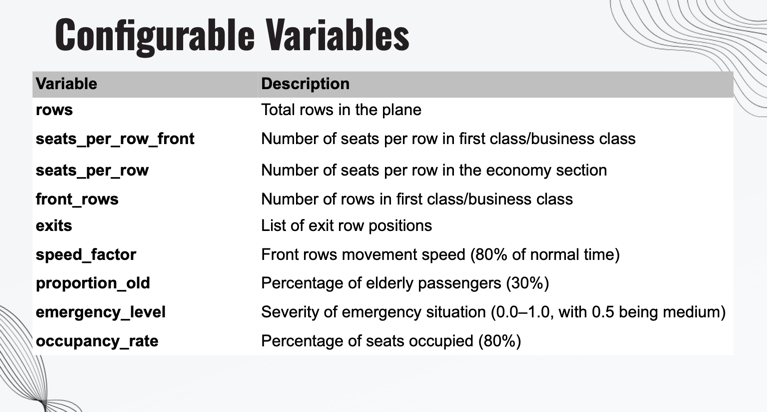 Configurable Variables
Variable Description
rows Total rows in the plane
seats_per_row_front Number of seats per row in first class/business class
seats_per_row Number of seats per row in the economy section
front_rows Number of rows in first class/business class
exits List of exit row positions
speed_factor Front rows movement speed (80% of normal time)
proportion_old Percentage of elderly passengers (30%)
emergency_level Severity of emergency situation (0.0–1.0, with 0.5 being medium)
occupancy_rate Percentage of seats occupied (80%)